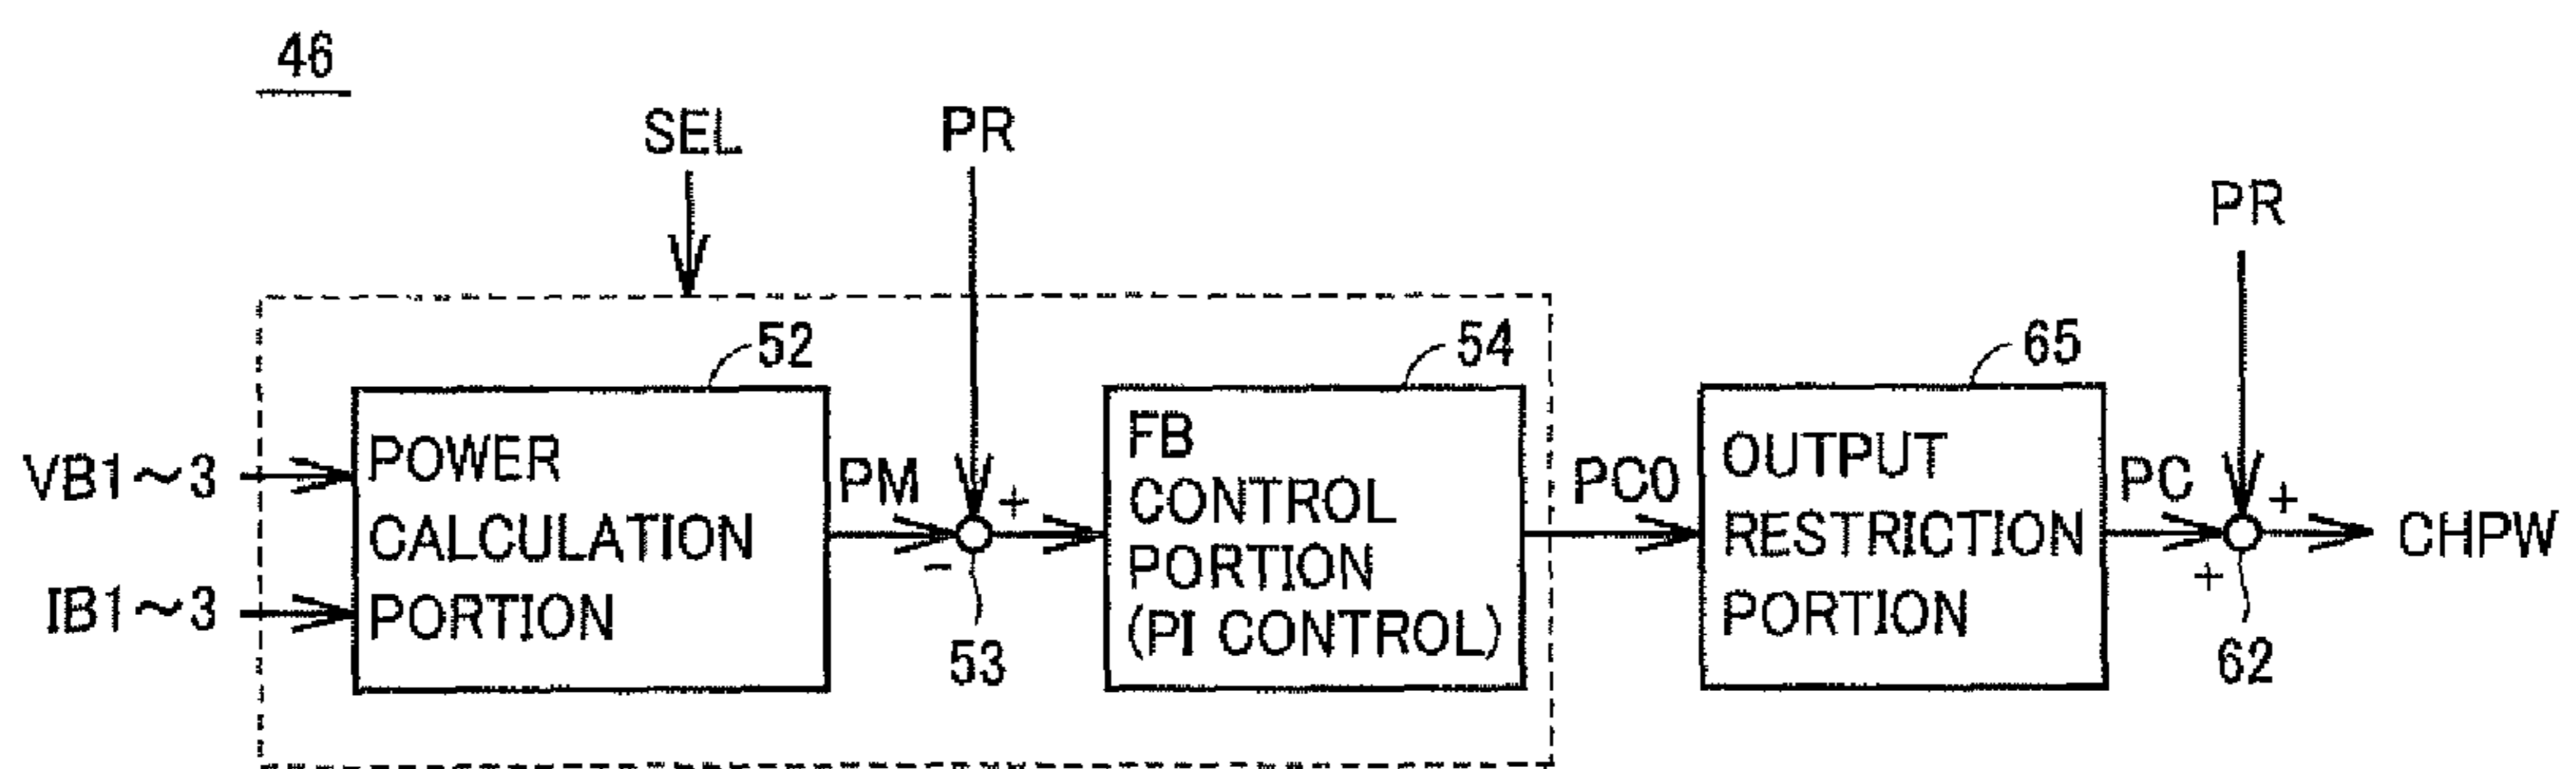 46
SEL
PR
PR
52
54
65
VB1~3
IB1~3
POWER
CALCULATION
PORTION
PM
+
-
53
FB
CONTROL
PORTION
(PI CONTROL)
PC0
OUTPUT
RESTRICTION
PORTION
PC
+
+
62
CHPW